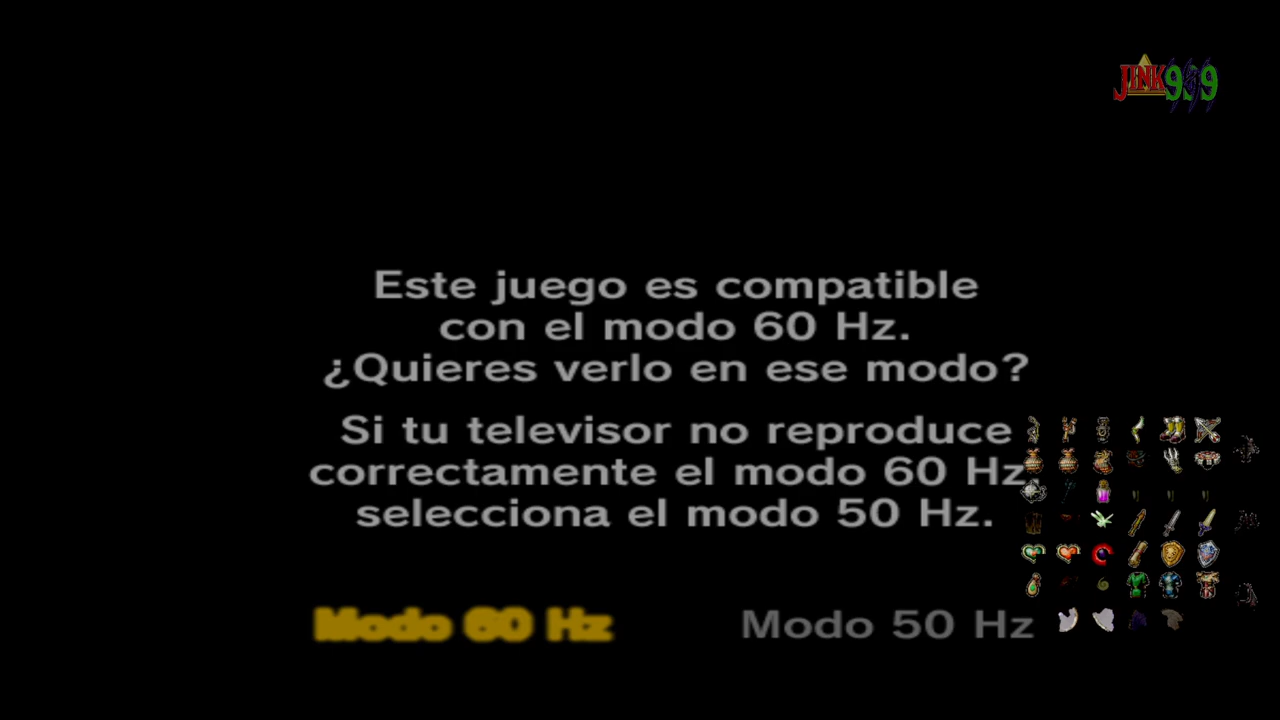 JINK999
Este juego es compatible
con el modo 60 Hz.
¿Quieres verlo en ese modo?
Si tu televisor no reproduce
correctamente el modo 60 Hz,
selecciona el modo 50 Hz.
Modo 60 Hz
Modo 50 Hz